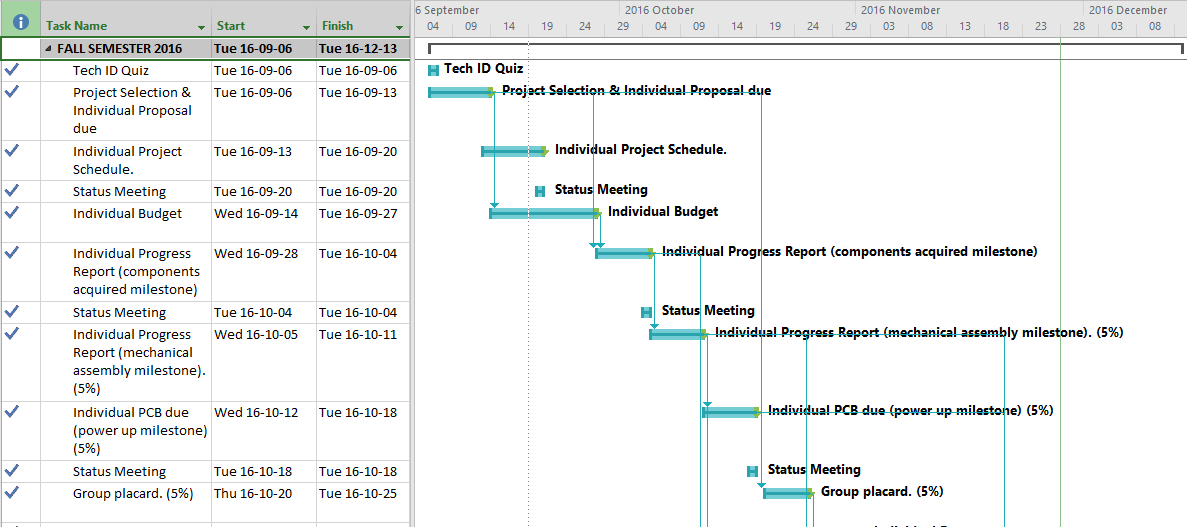 6 September 2016 October 2016 November 2016 December
Task Name Start Finish 04 09 14 19 24 29 04 09 14 19 24 29 03 08 13 18 23 28 03 08
FALL SEMESTER 2016 Tue 16-09-06 Tue 16-12-13
Tech ID Quiz Tue 16-09-06 Tue 16-09-06 Tech ID Quiz
Project Selection & Tue 16-09-06 Tue 16-09-13 Project Selection & Individual Proposal due
Individual Proposal
due
Individual Project Tue 16-09-13 Tue 16-09-20 Individual Project Schedule.
Schedule.
Status Meeting Tue 16-09-20 Tue 16-09-20 Status Meeting
Individual Budget Wed 16-09-14 Tue 16-09-27 Individual Budget
Individual Progress Wed 16-09-28 Tue 16-10-04 Individual Progress Report (components acquired milestone)
Report (components
acquired milestone)
Status Meeting Tue 16-10-04 Tue 16-10-04 Status Meeting
Individual Progress Wed 16-10-05 Tue 16-10-11 Individual Progress Report (mechanical assembly milestone). (5%)
Report (mechanical
assembly milestone).
(5%)
Individual PCB due Wed 16-10-12 Tue 16-10-18 Individual PCB due (power up milestone) (5%)
(power up milestone)
(5%)
Status Meeting Tue 16-10-18 Tue 16-10-18 Status Meeting
Group placard. (5%) Thu 16-10-20 Tue 16-10-25 Group placard. (5%)